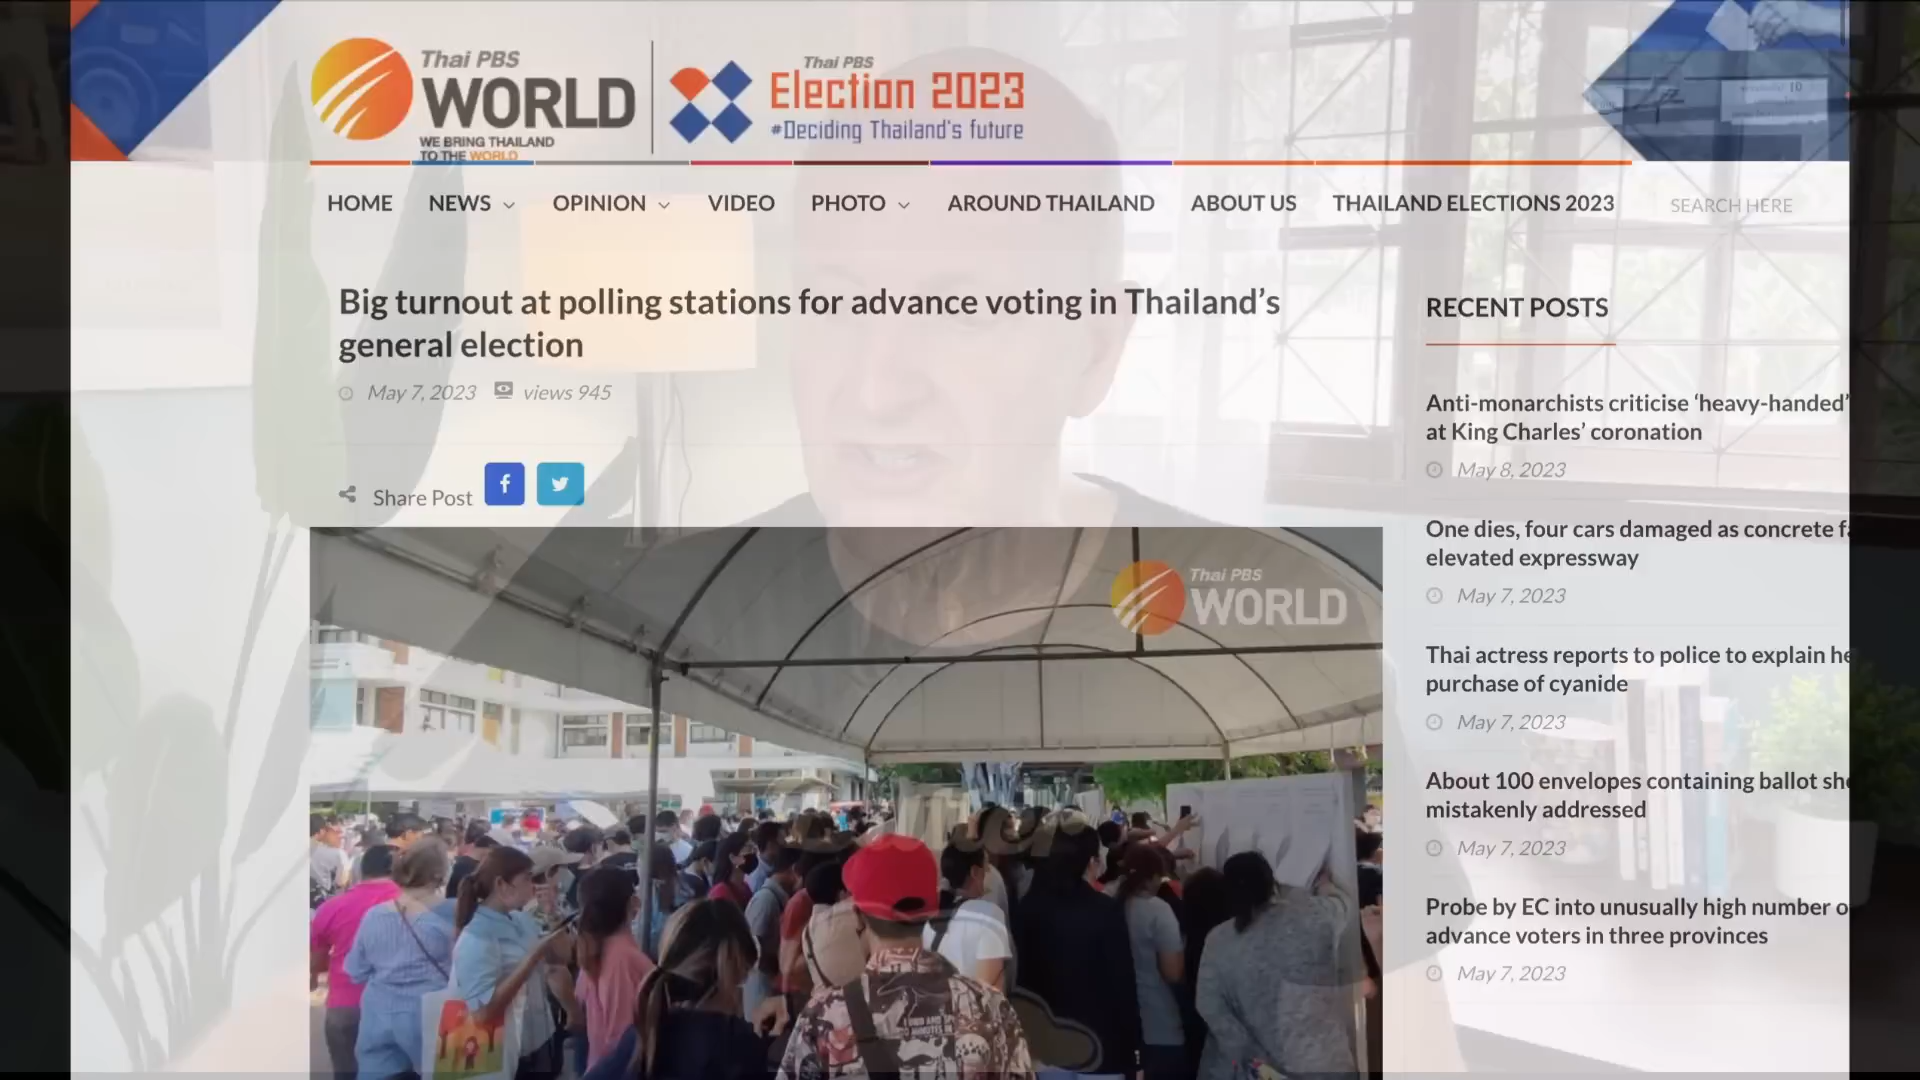 Thai PBS
WORLD
WE BRING THAILAND
TO THE WORLD
Thai PBS
Election 2023
#Deciding Thailand's future
HOME NEWS OPINION VIDEO PHOTO AROUND THAILAND ABOUT US THAILAND ELECTIONS 2023 SEARCH HERE
Big turnout at polling stations for advance voting in Thailand’s
general election
May 7, 2023 views 945
Share Post
Thai PBS
WORLD
RECENT POSTS
Anti-monarchists criticise ‘heavy-handed’
at King Charles’ coronation
May 8, 2023
One dies, four cars damaged as concrete
elevated expressway
May 7, 2023
Thai actress reports to police to explain
purchase of cyanide
May 7, 2023
About 100 envelopes containing ballot
mistakenly addressed
May 7, 2023
Probe by EC into unusually high number
advance voters in three provinces
May 7, 2023